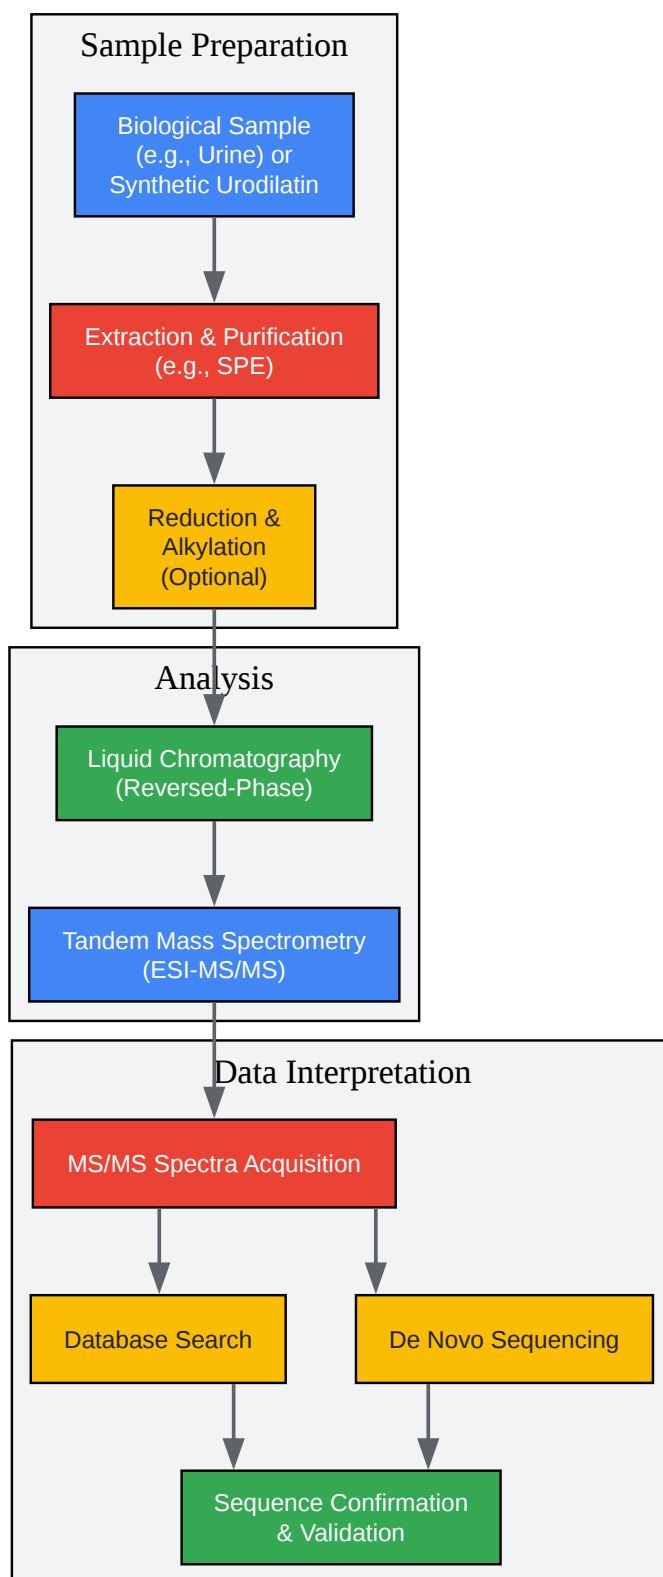 Sample Preparation
Biological Sample
(e.g., Urine) or
Synthetic Urodilatin
Extraction & Purification
(e.g., SPE)
Reduction &
Alkylation
(Optional)
Analysis
Liquid Chromatography
(Reversed-Phase)
Tandem Mass Spectrometry
(ESI-MS/MS)
Data Interpretation
MS/MS Spectra Acquisition
Database Search
De Novo Sequencing
Sequence Confirmation
& Validation